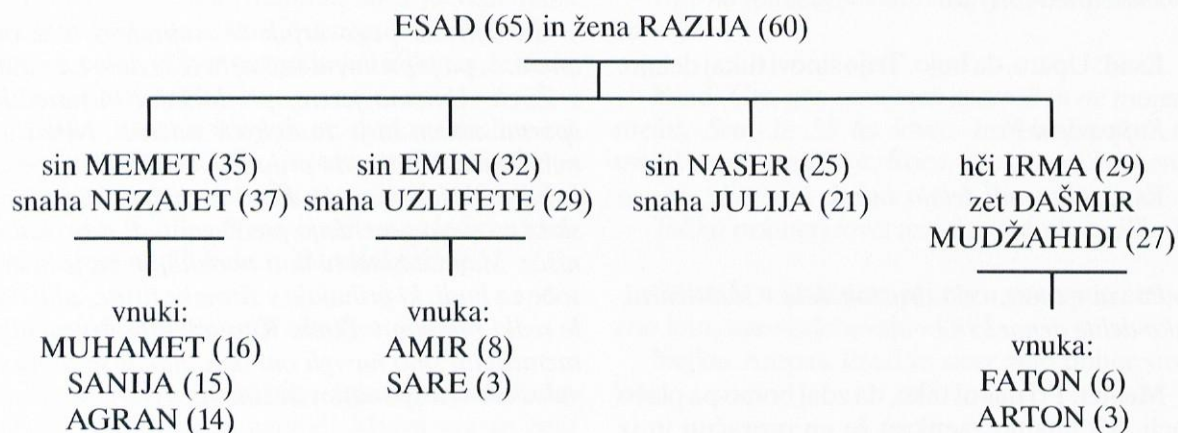 ESAD (65) in žena RAZIJA (60)
sin MEMET (35)
snaha NEZAJET (37)
vnuki:
MUHAMET (16)
SANIJA (15)
AGRAN (14)
sin EMIN (32)
snaha UZLIFETE (29)
vnuka:
AMIR (8)
SARE (3)
sin NASER (25)
snaha JULIJA (21)
hči IRMA (29)
zet DAŠMIR
MUDŽAHIDI (27)
vnuka:
FATON (6)
ARTON (3)